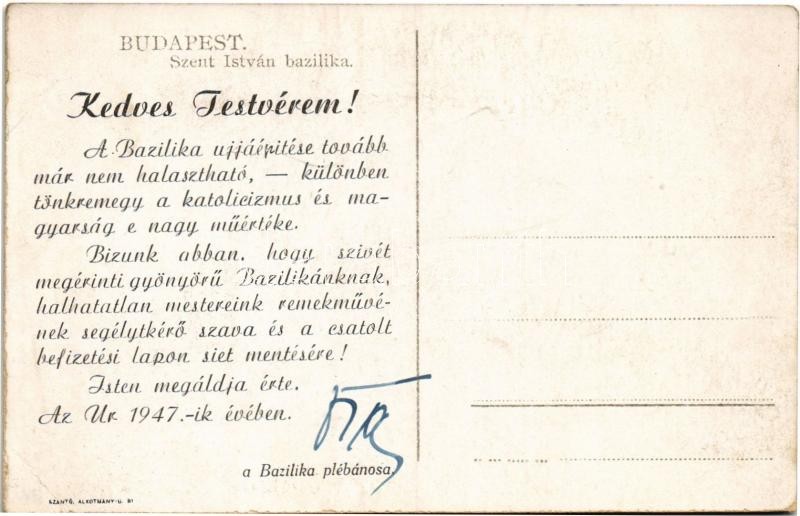 BUDAPEST.
Szent István bazilika.
Kedves Testvérem!
A Bazilika ujjáépitése tovább
már nem halasztható, — különben
tönkremegy a katolicizmus és ma-
gyarság e nagy műértéke.
Bizunk abban, hogy szivét
megérinti gyönyörű Bazilikánknak,
halhatatlan mestereink remekművé-
nek segélytkérő szava és a csatolt
befizetési lapon siet mentésére!
Isten megáldja érte.
Az Ur 1947.-ik évében.
a Bazilika plébánosa
SZANTÓ, ALKOTMÁNY-U. 31